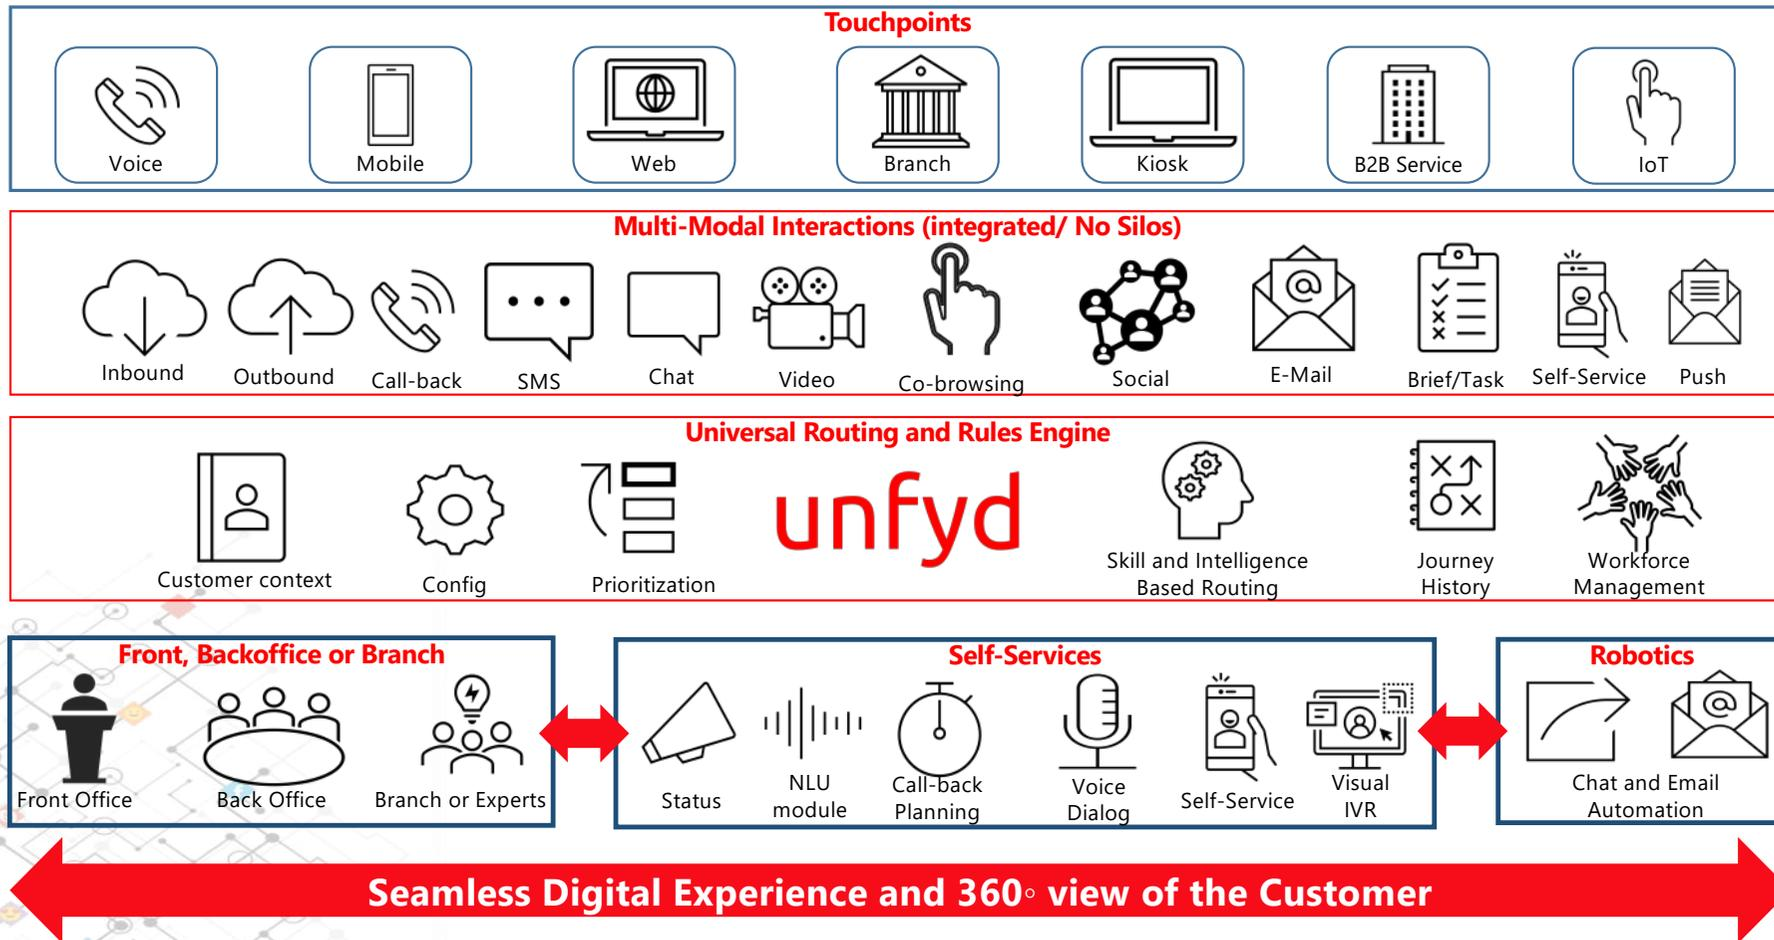 Touchpoints
Voice
Mobile
Web
Branch
Kiosk
B2B Service
IoT
Multi-Modal Interactions (integrated/ No Silos)
Inbound
Outbound
Call-back
SMS
Chat
Video
Co-browsing
Social
E-Mail
Brief/Task
Self-Service
Push
Universal Routing and Rules Engine
Customer context
Config
Prioritization
unfyd
Skill and Intelligence
Based Routing
Journey
History
Workforce
Management
Front, Backoffice or Branch
Front Office
Back Office
Branch or Experts
Self-Services
Status
NLU
module
Call-back
Planning
Voice
Dialog
Self-Service
Visual
IVR
Robotics
Chat and Email
Automation
Seamless Digital Experience and 360◦ view of the Customer